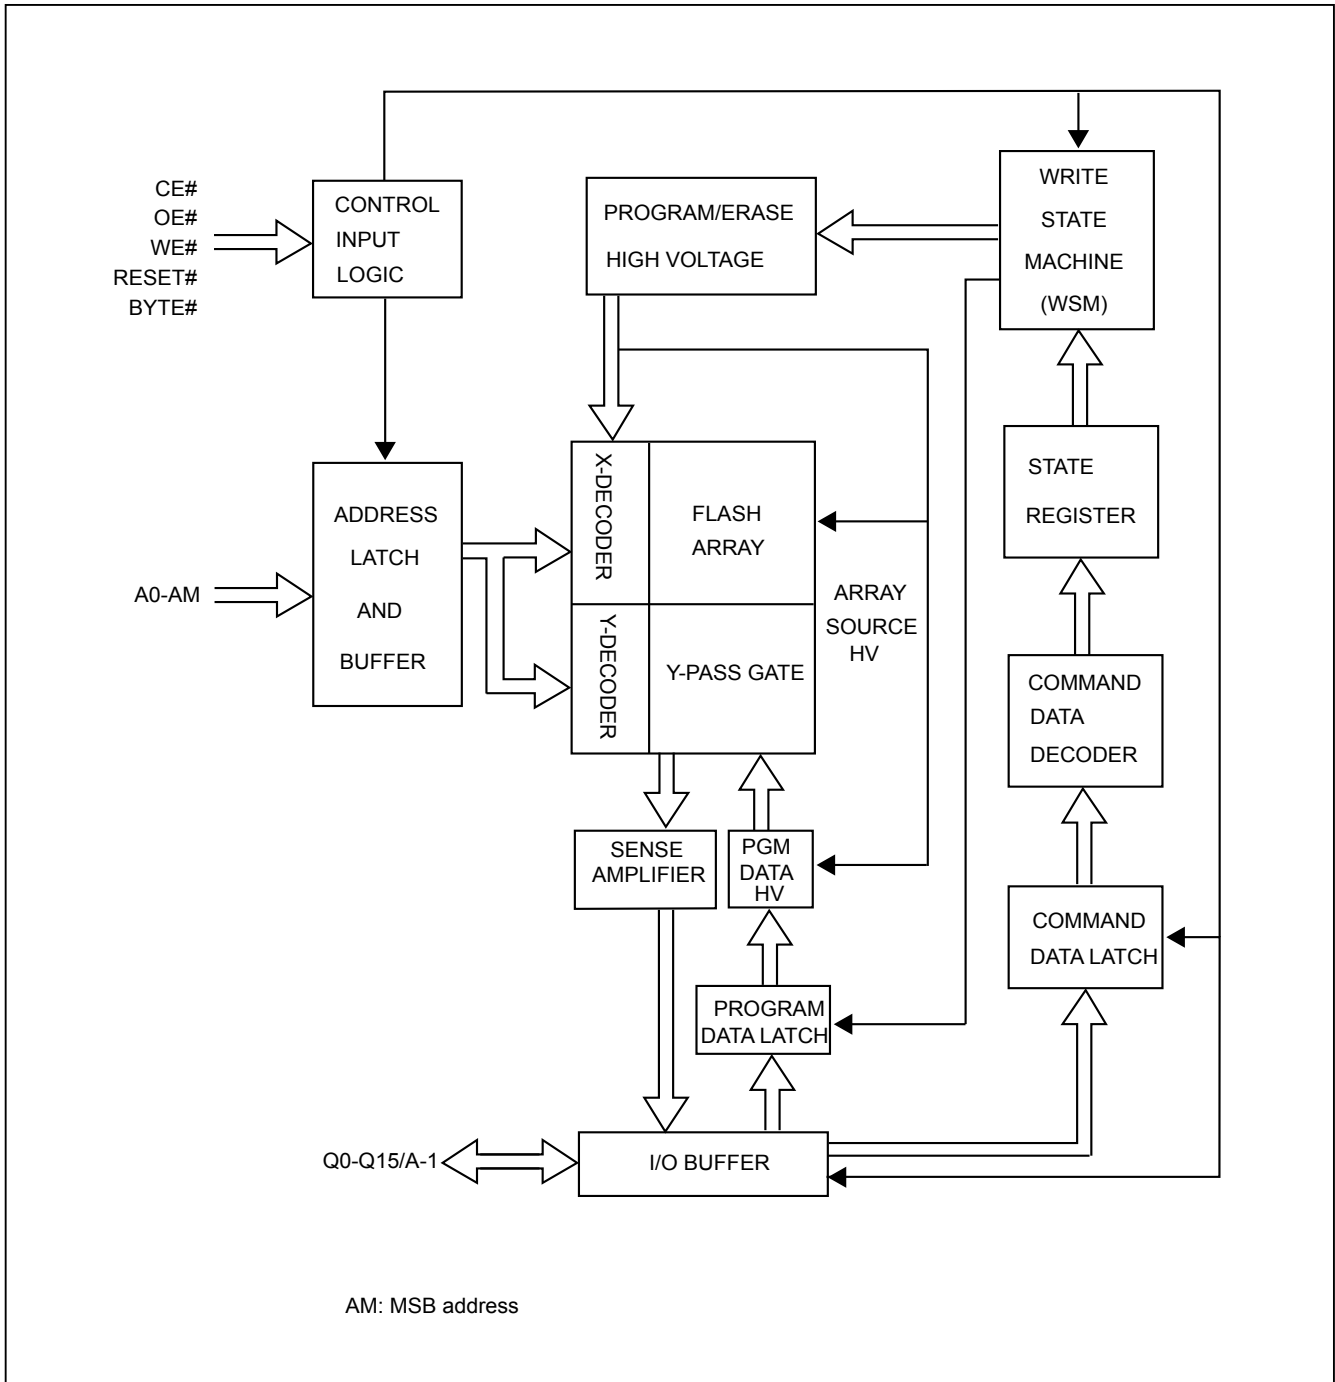 CE#
OE#
WE#
RESET#
BYTE#
CONTROL
INPUT
LOGIC
PROGRAM/ERASE
HIGH VOLTAGE
WRITE
STATE
MACHINE
(WSM)
STATE
REGISTER
A0-AM
ADDRESS
LATCH
AND
BUFFER
X-DECODER
FLASH
ARRAY
Y-DECODER
Y-PASS GATE
ARRAY
SOURCE
HV
COMMAND
DATA
DECODER
SENSE
AMPLIFIER
PGM
DATA
HV
COMMAND
DATA LATCH
PROGRAM
DATA LATCH
Q0-Q15/A-1
I/O BUFFER
AM: MSB address